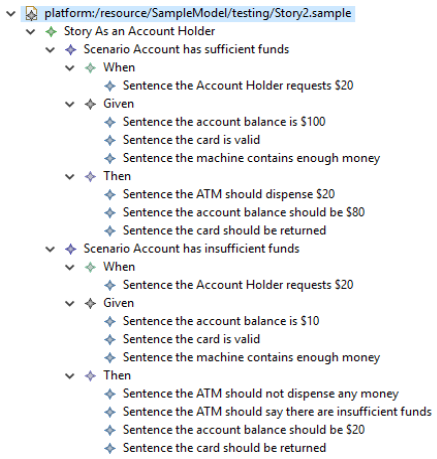 platform:/resource/SampleModel/testing/Story2.sample
Story As an Account Holder
Scenario Account has sufficient funds
When
Sentence the Account Holder requests $20
Given
Sentence the account balance is $100
Sentence the card is valid
Sentence the machine contains enough money
Then
Sentence the ATM should dispense $20
Sentence the account balance should be $80
Sentence the card should be returned
Scenario Account has insufficient funds
When
Sentence the Account Holder requests $20
Given
Sentence the account balance is $10
Sentence the card is valid
Sentence the machine contains enough money
Then
Sentence the ATM should not dispense any money
Sentence the ATM should say there are insufficient funds
Sentence the account balance should be $20
Sentence the card should be returned